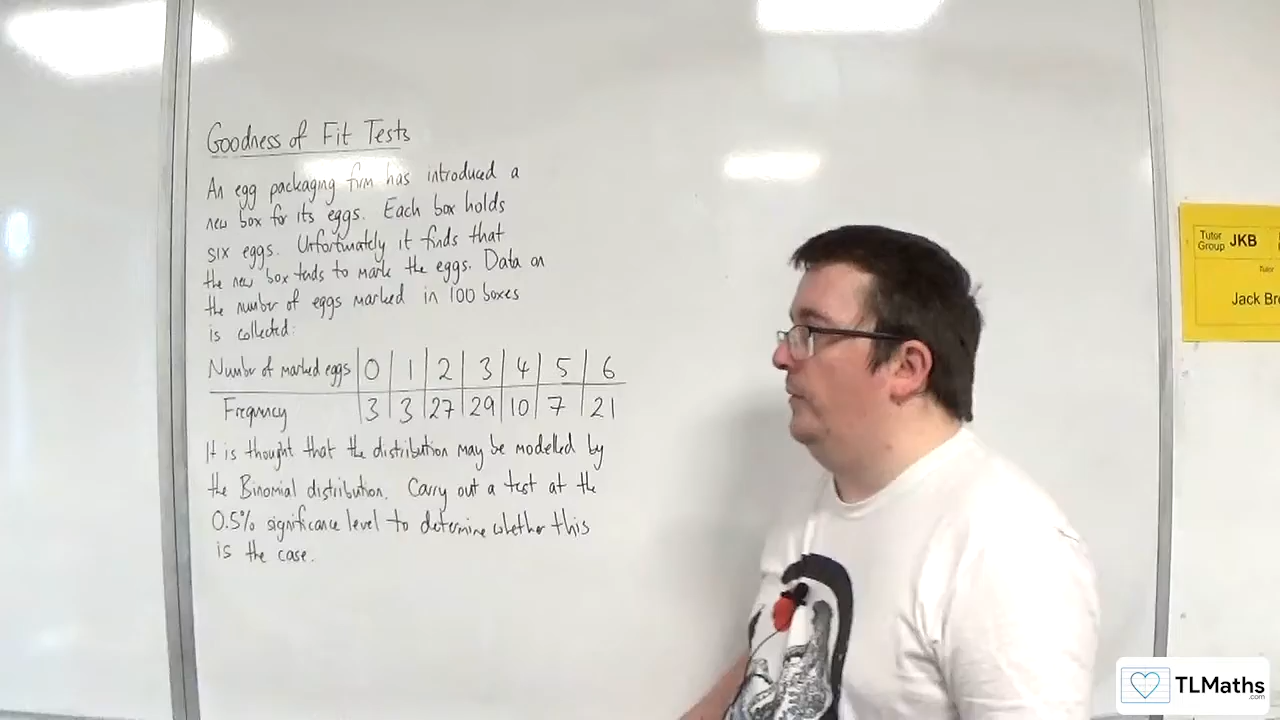 Goodness of Fit Tests
An egg packaging firm has introduced a
new box for its eggs. Each box holds
six eggs. Unfortunately it finds that
the new box tends to mark the eggs. Data on
the number of eggs marked in 100 boxes
is collected:
Number of marked eggs 0 1 2 3 4 5 6
Frequency 3 3 27 29 10 7 21
It is thought that the distribution may be modelled by
the Binomial distribution. Carry out a test at the
0.5% significance level to determine whether this
is the case.
Tutor
Group JKB
Tutor
Jack
TLMaths
.com